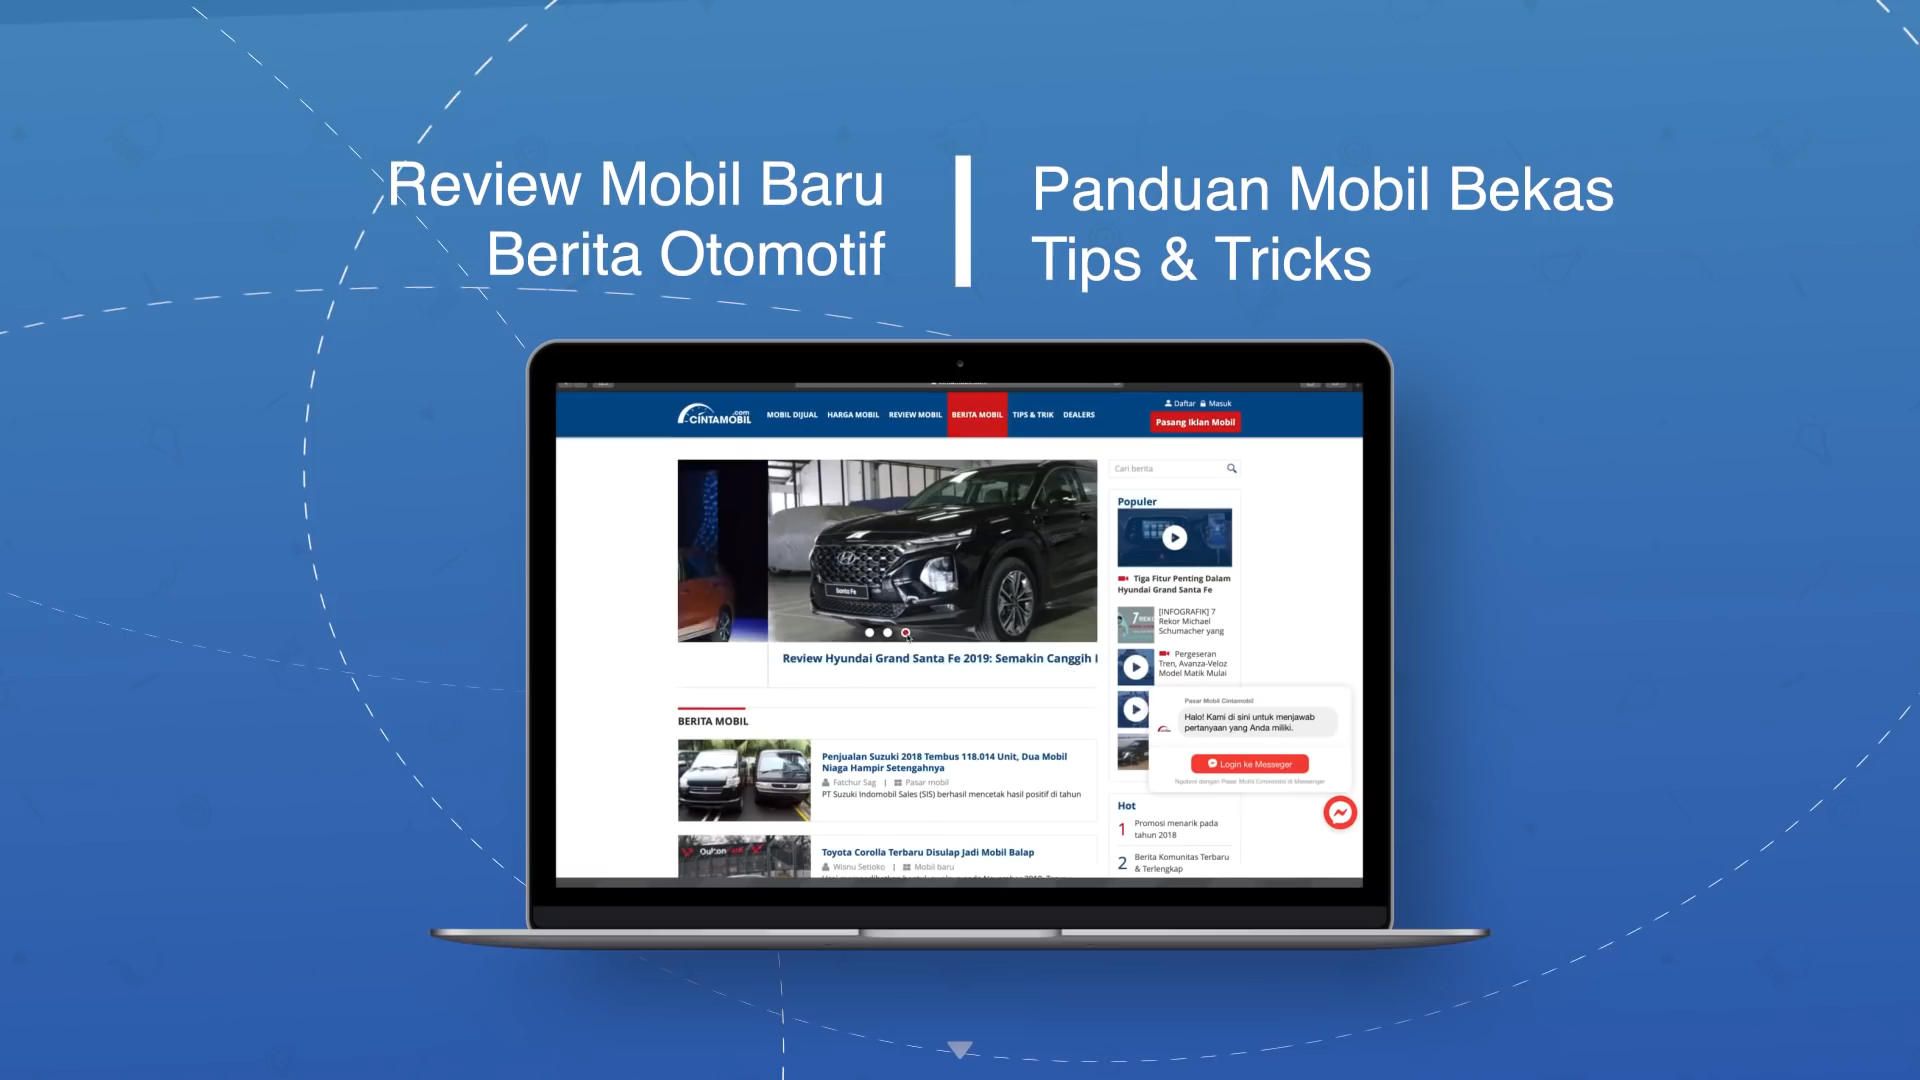 Review Mobil Baru
Berita Otomotif
Panduan Mobil Bekas
Tips & Tricks
.com
CINTAMOBIL
MOBIL DIJUAL
HARGA MOBIL
REVIEW MOBIL
BERITA MOBIL
TIPS & TRIK
DEALERS
Daftar
Masuk
Pasang Iklan Mobil
Santa Fe
Review Hyundai Grand Santa Fe 2019: Semakin Canggih
BERITA MOBIL
Penjualan Suzuki 2018 Tembus 118.014 Unit, Dua Mobil
Niaga Hampir Setengahnya
Fatchur Sag | Pasar mobil
PT Suzuki Indomobil Sales (SIS) berhasil mencetak hasil positif di tahun
Toyota Corolla Terbaru Disulap Jadi Mobil Balap
Wisnu Setioko | Mobil baru
Cari berita
Populer
Tiga Fitur Penting Dalam
Hyundai Grand Santa Fe
[INFOGRAFIK] 7
Rekor Michael
Schumacher yang
Pergeseran
Tren, Avanza-Veloz
Model Matik Mulai
Pasar Mobil Cintamobil
Halo! Kami di sini untuk menjawab
pertanyaan yang Anda miliki.
Login ke Messeger
Hot
1 Promosi menarik pada
tahun 2018
2 Berita Komunitas Terbaru
& Terlengkap